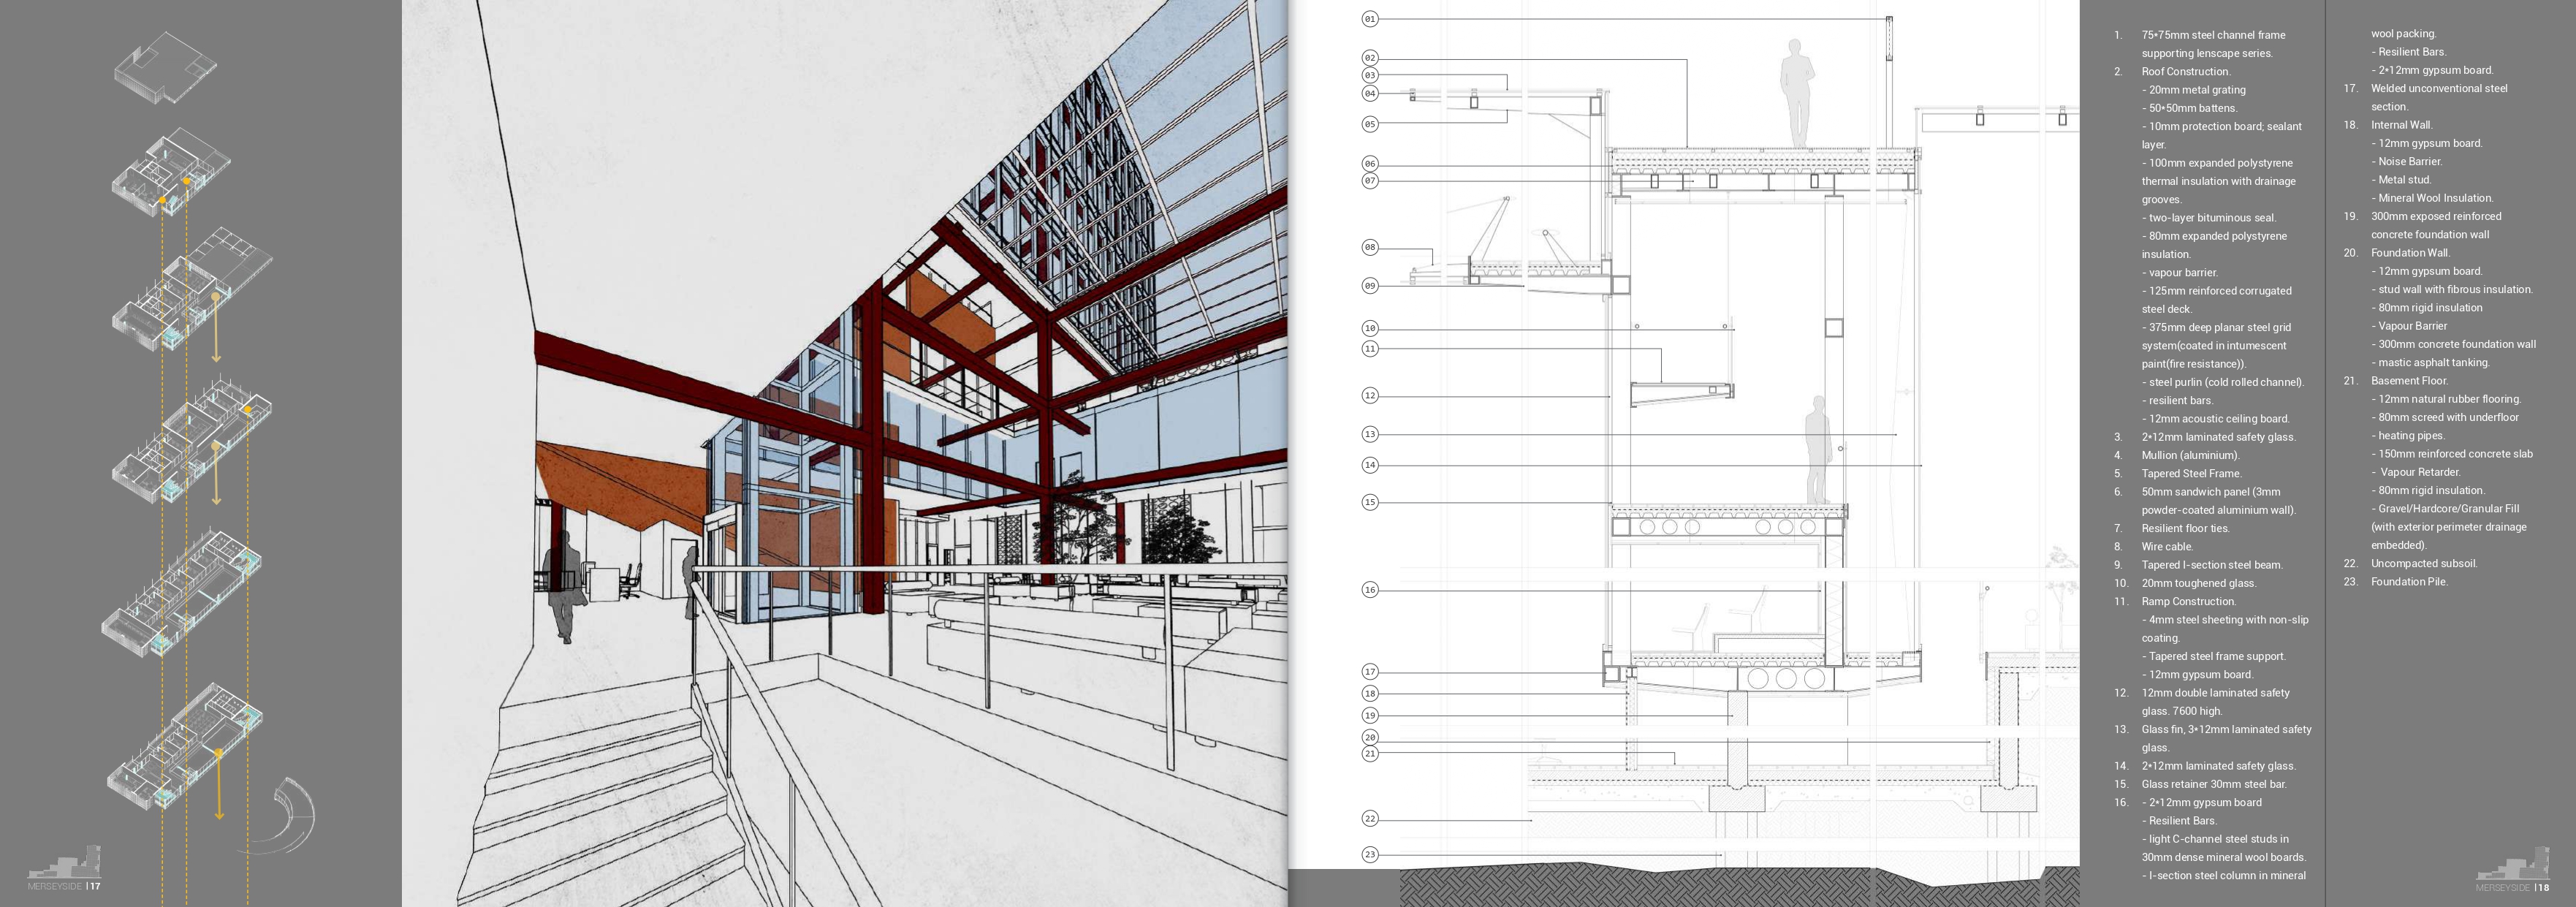 MERSEYSIDE | 17
01
02
03
04
05
06
07
08
09
10
11
12
13
14
15
16
17
18
19
20
21
22
23
1. 75*75mm steel channel frame
supporting lenscape series.
2. Roof Construction.
- 20mm metal grating
- 50*50mm battens.
- 10mm protection board; sealant
layer.
- 100mm expanded polystyrene
thermal insulation with drainage
grooves.
- two-layer bituminous seal.
- 80mm expanded polystyrene
insulation.
- vapour barrier.
- 125mm reinforced corrugated
steel deck.
- 375mm deep planar steel grid
system(coated in intumescent
paint(fire resistance)).
- steel purlin (cold rolled channel).
- resilient bars.
- 12mm acoustic ceiling board.
3. 2*12mm laminated safety glass.
4. Mullion (aluminium).
5. Tapered Steel Frame.
6. 50mm sandwich panel (3mm
powder-coated aluminium wall).
7. Resilient floor ties.
8. Wire cable.
9. Tapered I-section steel beam.
10. 20mm toughened glass.
11. Ramp Construction.
- 4mm steel sheeting with non-slip
coating.
- Tapered steel frame support.
- 12mm gypsum board.
12. 12mm double laminated safety
glass. 7600 high.
13. Glass fin, 3*12mm laminated safety
glass.
14. 2*12mm laminated safety glass.
15. Glass retainer 30mm steel bar.
16. - 2*12mm gypsum board
- Resilient Bars.
- light C-channel steel studs in
30mm dense mineral wool boards.
- I-section steel column in mineral
wool packing.
- Resilient Bars.
- 2*12mm gypsum board.
17. Welded unconventional steel
section.
18. Internal Wall.
- 12mm gypsum board.
- Noise Barrier.
- Metal stud.
- Mineral Wool Insulation.
19. 300mm exposed reinforced
concrete foundation wall
20. Foundation Wall.
- 12mm gypsum board.
- stud wall with fibrous insulation.
- 80mm rigid insulation
- Vapour Barrier
- 300mm concrete foundation wall
- mastic asphalt tanking.
21. Basement Floor.
- 12mm natural rubber flooring.
- 80mm screed with underfloor
- heating pipes.
- 150mm reinforced concrete slab
- Vapour Retarder.
- 80mm rigid insulation.
- Gravel/Hardcore/Granular Fill
(with exterior perimeter drainage
embedded).
22. Uncompacted subsoil.
23. Foundation Pile.
MERSEYSIDE | 18